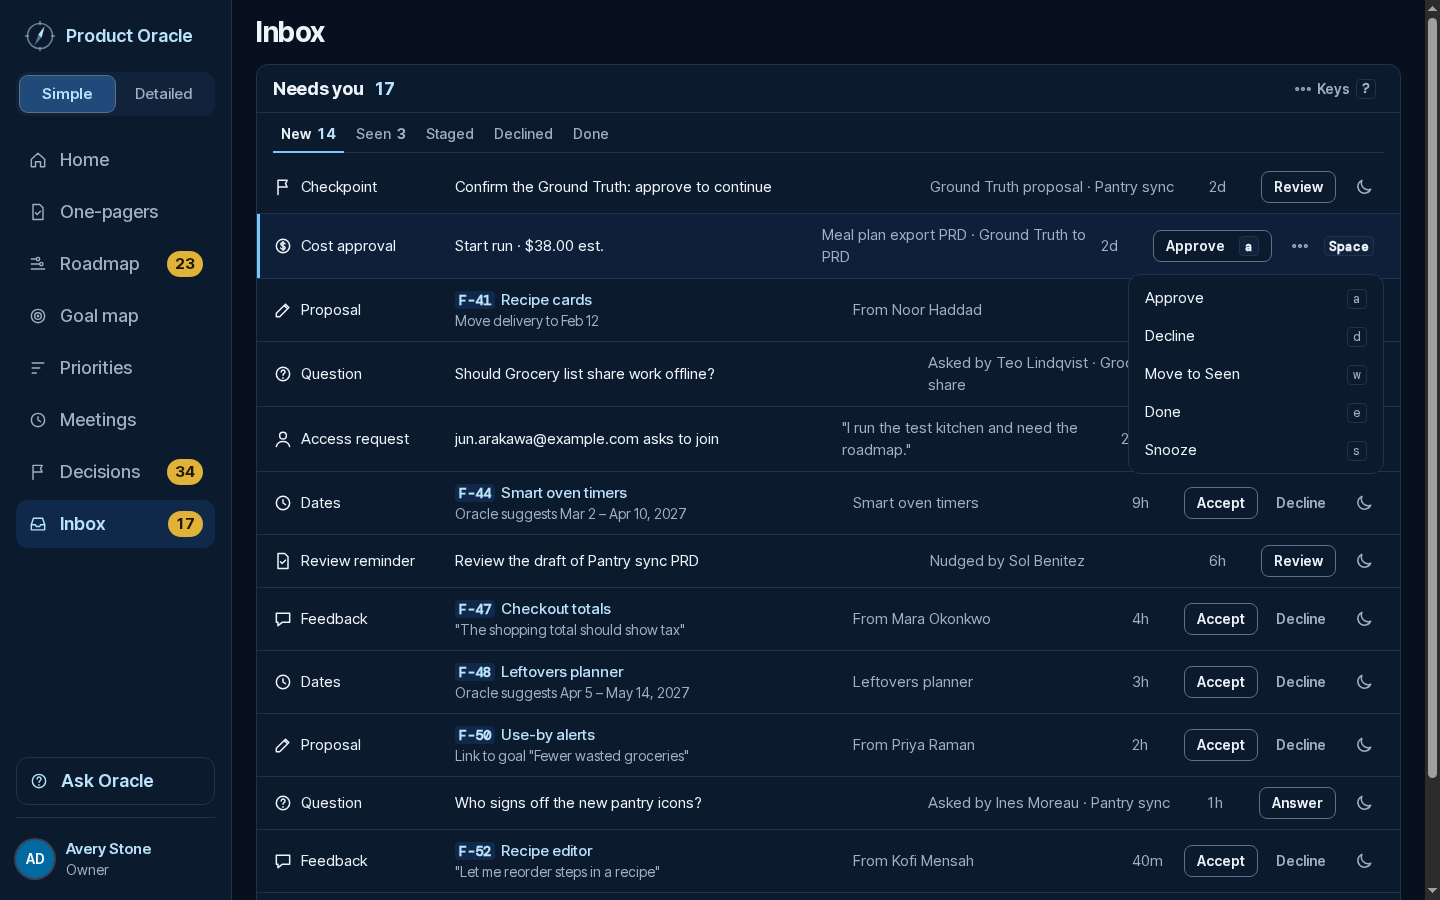 Product Oracle
Simple Detailed
Home
One-pagers
Roadmap 23
Goal map
Priorities
Meetings
Decisions 34
Inbox 17
Ask Oracle
AD Avery Stone
Owner
Inbox
Needs you 17 Keys ?
New 14 Seen 3 Staged Declined Done
Checkpoint Confirm the Ground Truth: approve to continue Ground Truth proposal · Pantry sync 2d Review
Cost approval Start run · $38.00 est. Meal plan export PRD · Ground Truth to PRD 2d Approve a Space
Approve a
Decline d
Move to Seen w
Done e
Snooze s
Proposal F-41 Recipe cards From Noor Haddad
Move delivery to Feb 12
Question Should Grocery list share work offline? Asked by Teo Lindqvist · Groc
share
Access request jun.arakawa@example.com asks to join "I run the test kitchen and need the roadmap." 2
Dates F-44 Smart oven timers Smart oven timers 9h Accept Decline
Oracle suggests Mar 2 – Apr 10, 2027
Review reminder Review the draft of Pantry sync PRD Nudged by Sol Benitez 6h Review
Feedback F-47 Checkout totals From Mara Okonkwo 4h Accept Decline
"The shopping total should show tax"
Dates F-48 Leftovers planner Leftovers planner 3h Accept Decline
Oracle suggests Apr 5 – May 14, 2027
Proposal F-50 Use-by alerts From Priya Raman 2h Accept Decline
Link to goal "Fewer wasted groceries"
Question Who signs off the new pantry icons? Asked by Ines Moreau · Pantry sync 1h Answer
Feedback F-52 Recipe editor From Kofi Mensah 40m Accept Decline
"Let me reorder steps in a recipe"